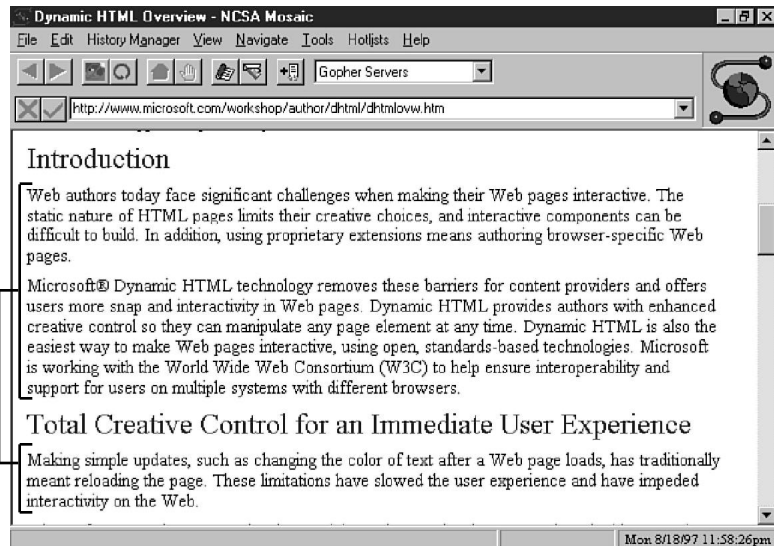 Dynamic HTML Overview - NCSA Mosaic
File Edit History Manager View Navigate Tools Hotlists Help
Gopher Servers
http://www.microsoft.com/workshop/author/dhtml/dhtmlovw.htm
Introduction
Web authors today face significant challenges when making their Web pages interactive. The
static nature of HTML pages limits their creative choices, and interactive components can be
difficult to build. In addition, using proprietary extensions means authoring browser-specific Web
pages.
Microsoft® Dynamic HTML technology removes these barriers for content providers and offers
users more snap and interactivity in Web pages. Dynamic HTML provides authors with enhanced
creative control so they can manipulate any page element at any time. Dynamic HTML is also the
easiest way to make Web pages interactive, using open, standards-based technologies. Microsoft
is working with the World Wide Web Consortium (W3C) to help ensure interoperability and
support for users on multiple systems with different browsers.
Total Creative Control for an Immediate User Experience
Making simple updates, such as changing the color of text after a Web page loads, has traditionally
meant reloading the page. These limitations have slowed the user experience and have impeded
interactivity on the Web.
Mon 8/18/97 11:58:26pm